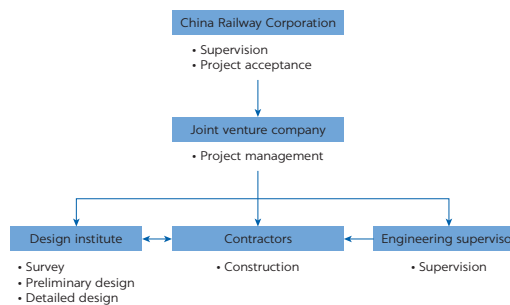 China Railway Corporation
• Supervision
• Project acceptance
Joint venture company
• Project management
Design institute
Contractors
Engineering superviso
• Survey
• Preliminary design
• Detailed design
• Construction
• Supervision